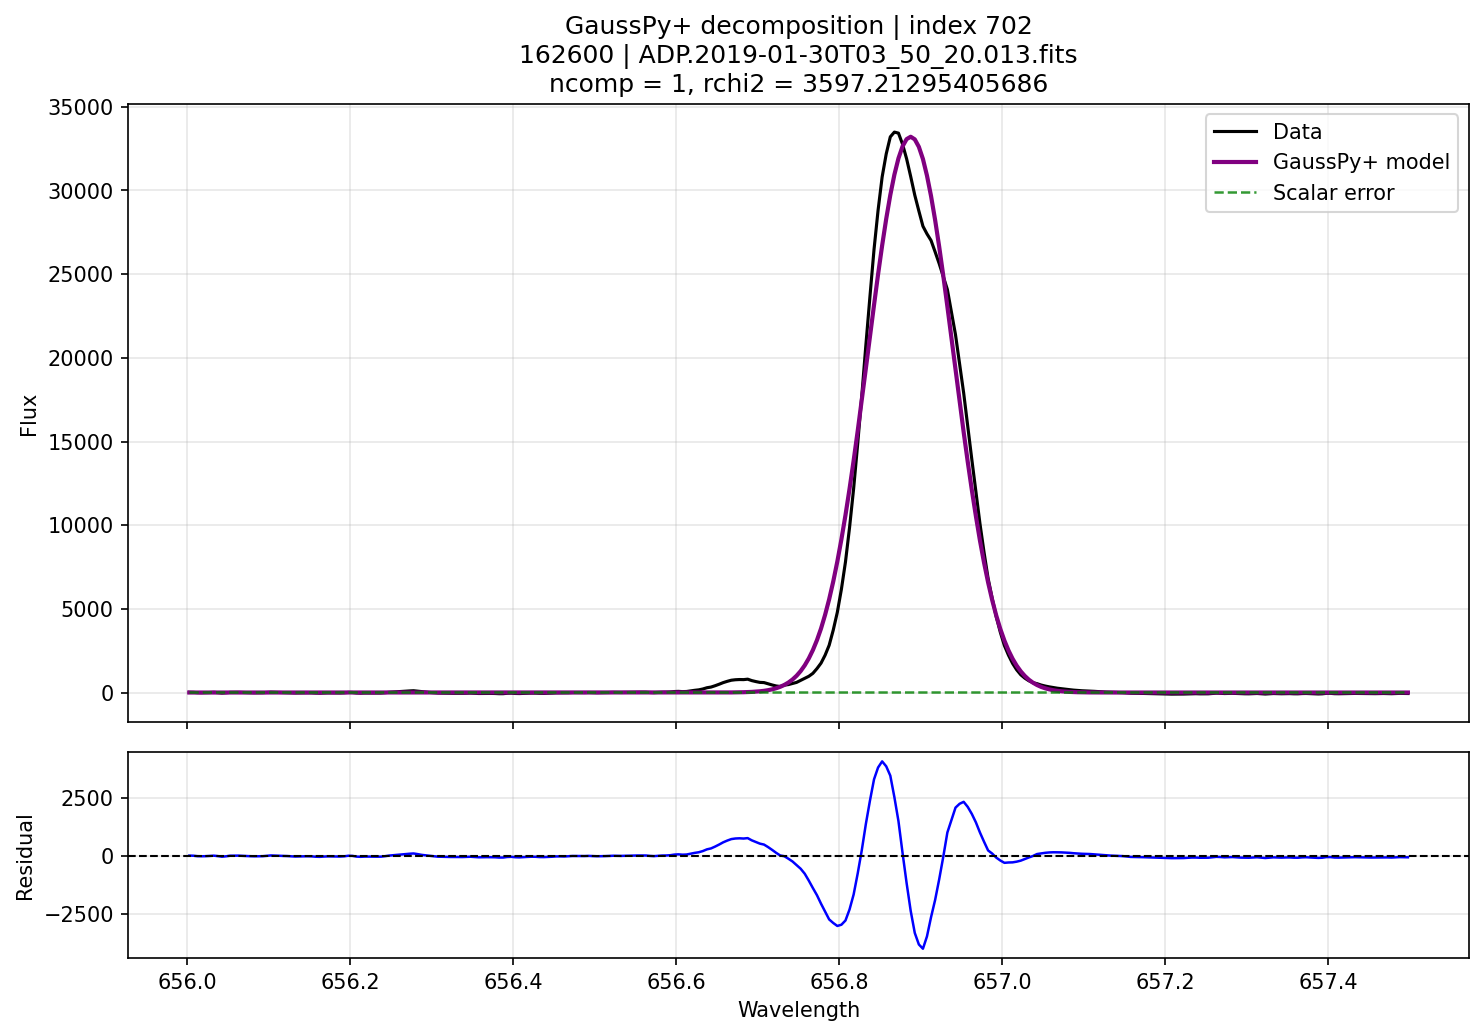 GaussPy+ decomposition | index 702
162600 | ADP.2019-01-30T03_50_20.013.fits
ncomp = 1, rchi2 = 3597.21295405686
35000
30000
25000
20000
15000
10000
5000
0
Flux
Data
GaussPy+ model
Scalar error
2500
0
−2500
Residual
656.0 656.2 656.4 656.6 656.8 657.0 657.2 657.4
Wavelength